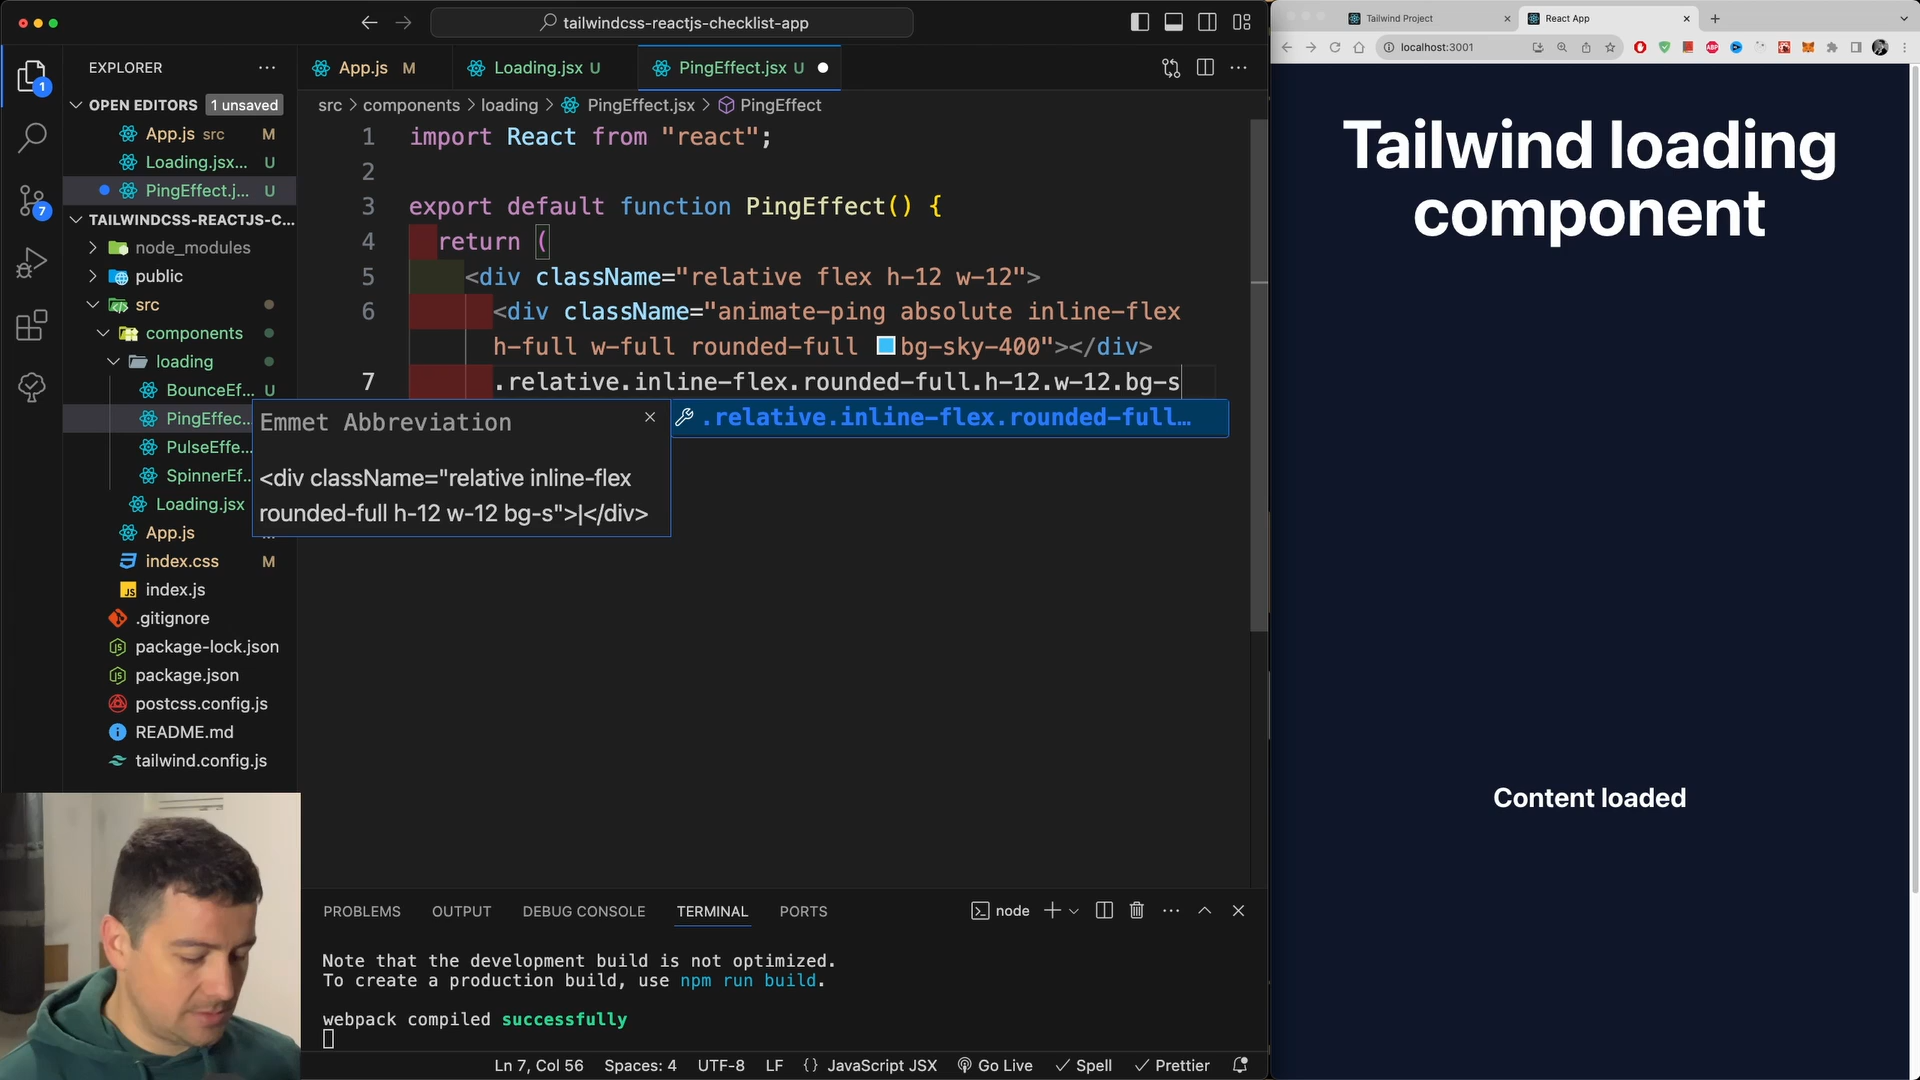 tailwindcss-reactjs-checklist-app
EXPLORER
OPEN EDITORS 1 unsaved
App.js src M
Loading.jsx... U
PingEffect.j... U
TAILWINDCSS-REACTJS-C...
node_modules
public
src
components
loading
BounceEf... U
PingEffec...
PulseEffe...
SpinnerEf...
Loading.jsx
App.js
index.css M
index.js
.gitignore
package-lock.json
package.json
postcss.config.js
README.md
tailwind.config.js
1
7
App.js M
Loading.jsx U
PingEffect.jsx U
src > components > loading > PingEffect.jsx > PingEffect
1 import React from "react";
2
3 export default function PingEffect() {
4 return (
5 <div className="relative flex h-12 w-12">
6 <div className="animate-ping absolute inline-flex
h-full w-full rounded-full bg-sky-400"></div>
7 .relative.inline-flex.rounded-full.h-12.w-12.bg-s
.relative.inline-flex.rounded-full…
Emmet Abbreviation
<div className="relative inline-flex
rounded-full h-12 w-12 bg-s">|</div>
PROBLEMS OUTPUT DEBUG CONSOLE TERMINAL PORTS
node
Note that the development build is not optimized.
To create a production build, use npm run build.
webpack compiled successfully
Ln 7, Col 56 Spaces: 4 UTF-8 LF {} JavaScript JSX Go Live Spell Prettier
Tailwind Project
React App
localhost:3001
ABP
Tailwind loading
component
Content loaded